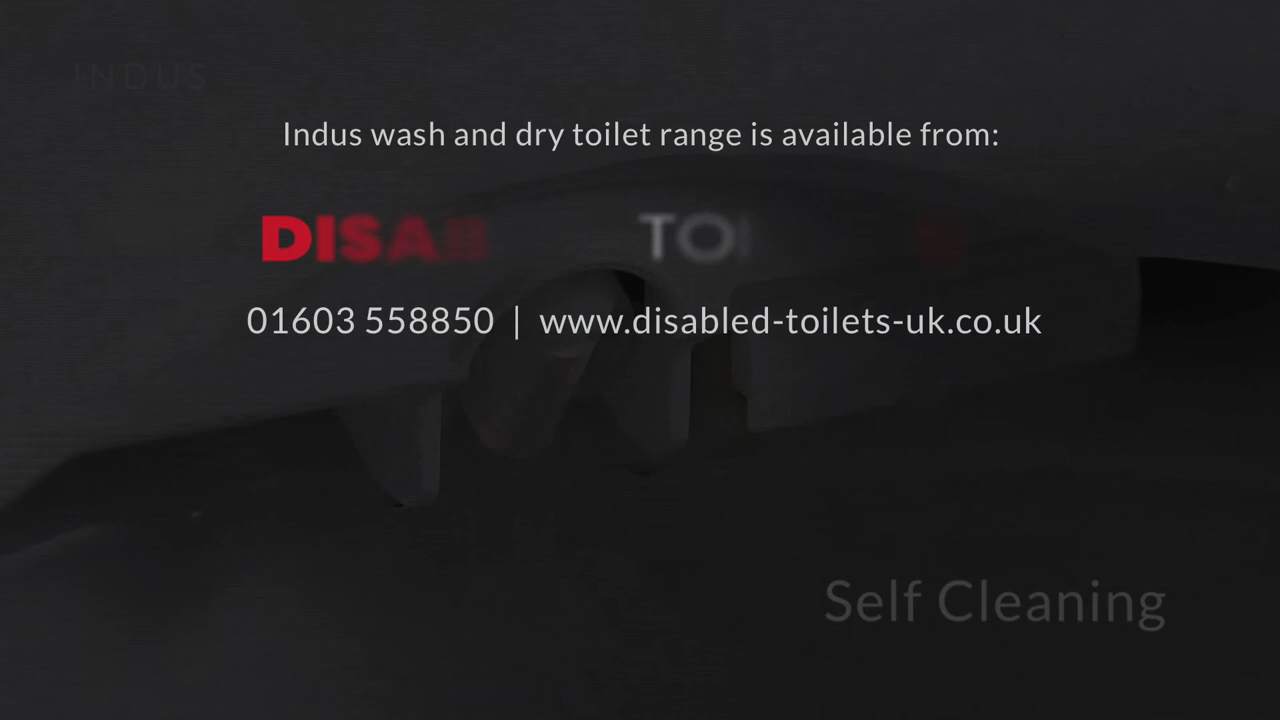 INDUS
Indus wash and dry toilet range is available from:
01603 558850 | www.disabled-toilets-uk.co.uk
Self Cleaning